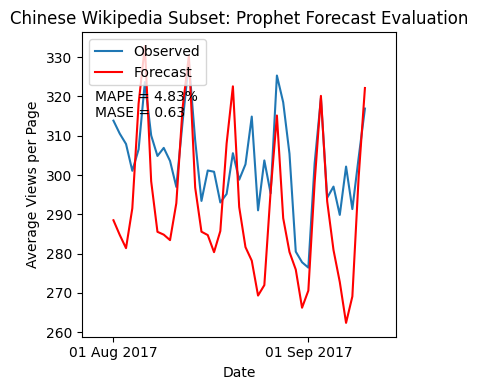 Chinese Wikipedia Subset: Prophet Forecast Evaluation
Observed
Forecast
MAPE = 4.83%
MASE = 0.63
Average Views per Page
330
320
310
300
290
280
270
260
01 Aug 2017
01 Sep 2017
Date